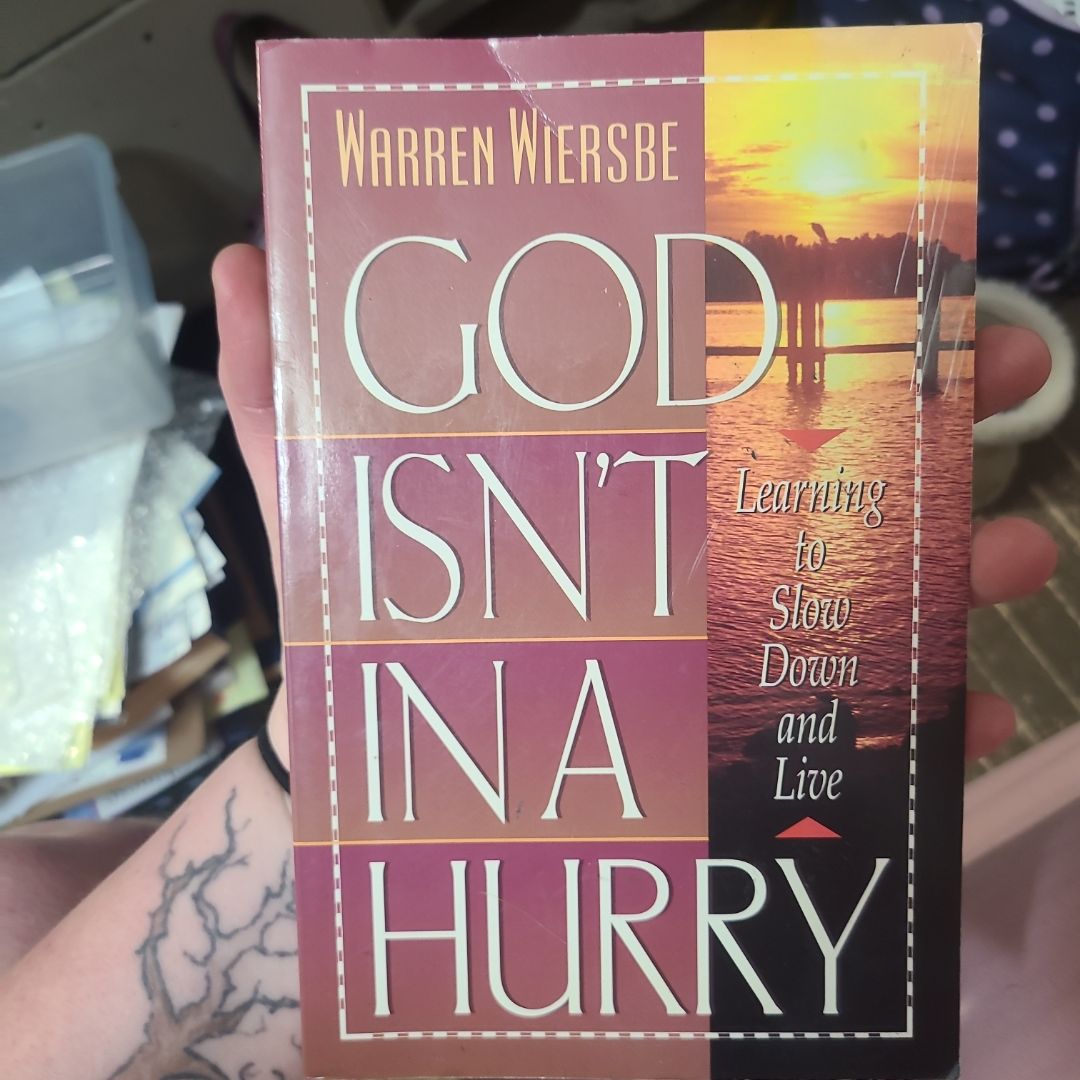 WARREN WIERSBE
GOD
ISN'T
IN A
HURRY
Learning
to
Slow
Down
and
Live